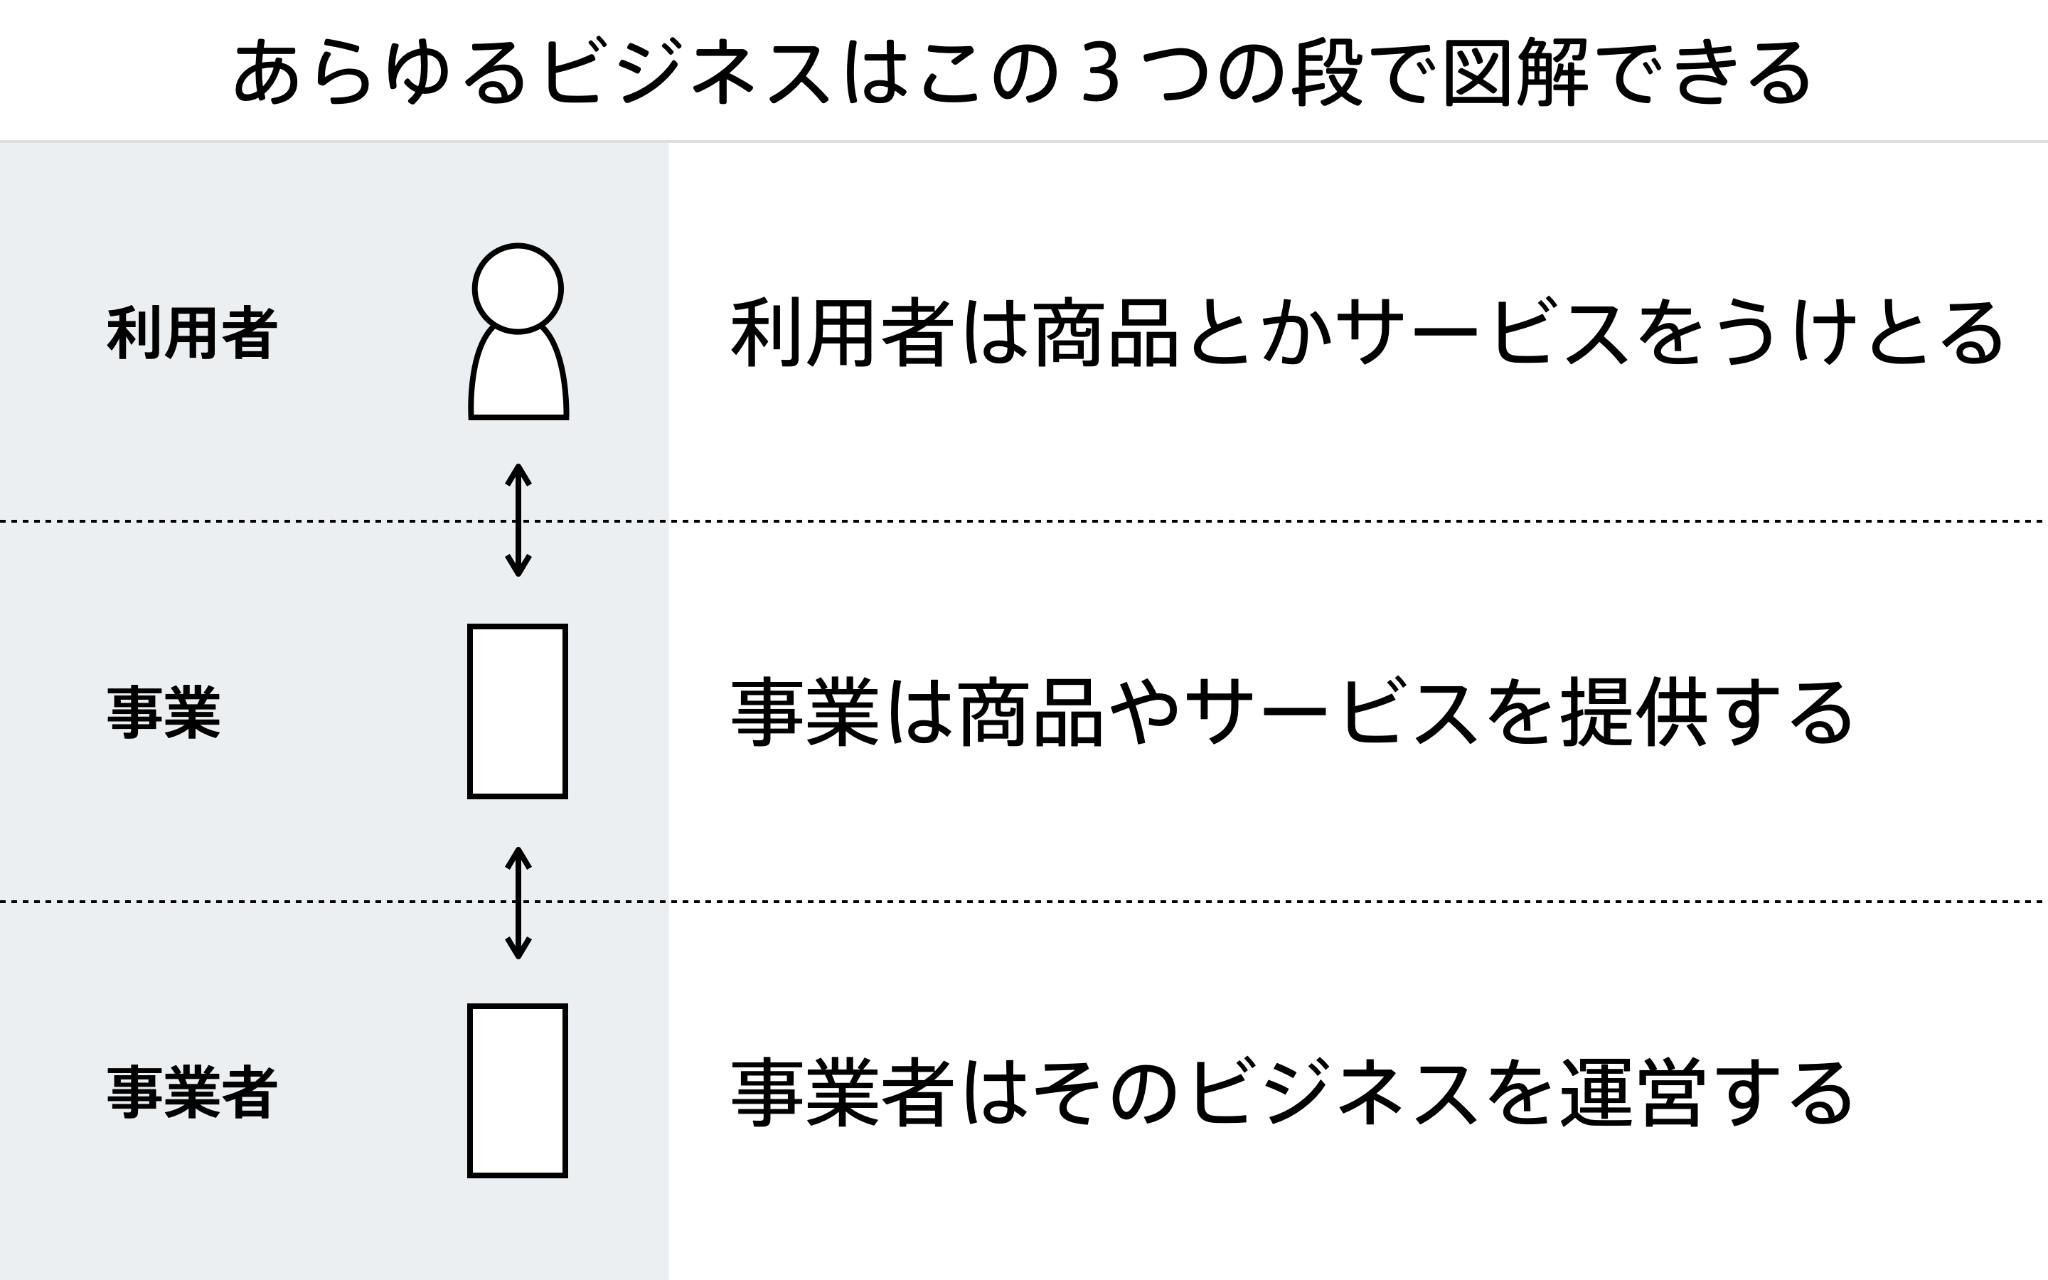 あらゆるビジネスはこの３つの段で図解できる
利用者
利用者は商品とかサービスをうけとる
事業
事業は商品やサービスを提供する
事業者
事業者はそのビジネスを運営する